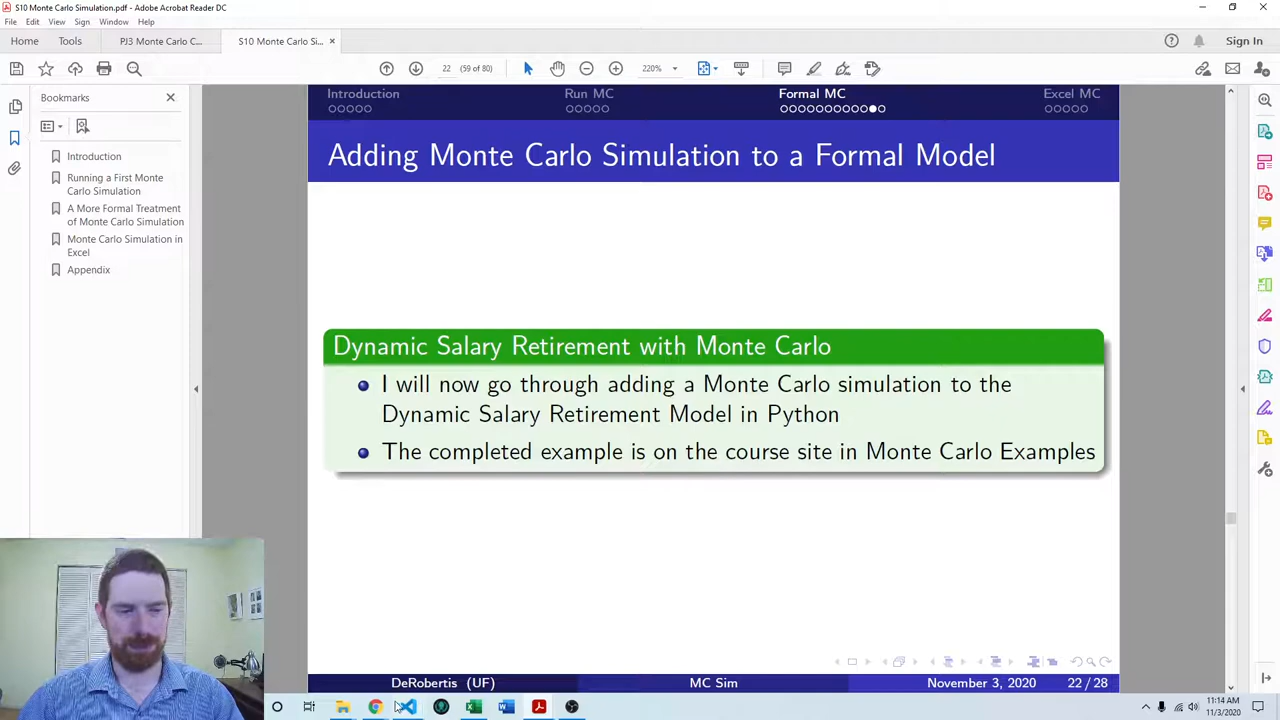 S10 Monte Carlo Simulation.pdf - Adobe Acrobat Reader DC
File Edit View Sign Window Help
Home Tools PJ3 Monte Carlo C... S10 Monte Carlo Si... × Sign In
22 (59 of 80) 220%
Bookmarks
Introduction
Running a First Monte
Carlo Simulation
A More Formal Treatment
of Monte Carlo Simulation
Monte Carlo Simulation in
Excel
Appendix
Introduction Run MC Formal MC Excel MC
Adding Monte Carlo Simulation to a Formal Model
Dynamic Salary Retirement with Monte Carlo
I will now go through adding a Monte Carlo simulation to the
Dynamic Salary Retirement Model in Python
The completed example is on the course site in Monte Carlo Examples
DeRobertis (UF) MC Sim November 3, 2020 22 / 28
11:14 AM
11/3/2020